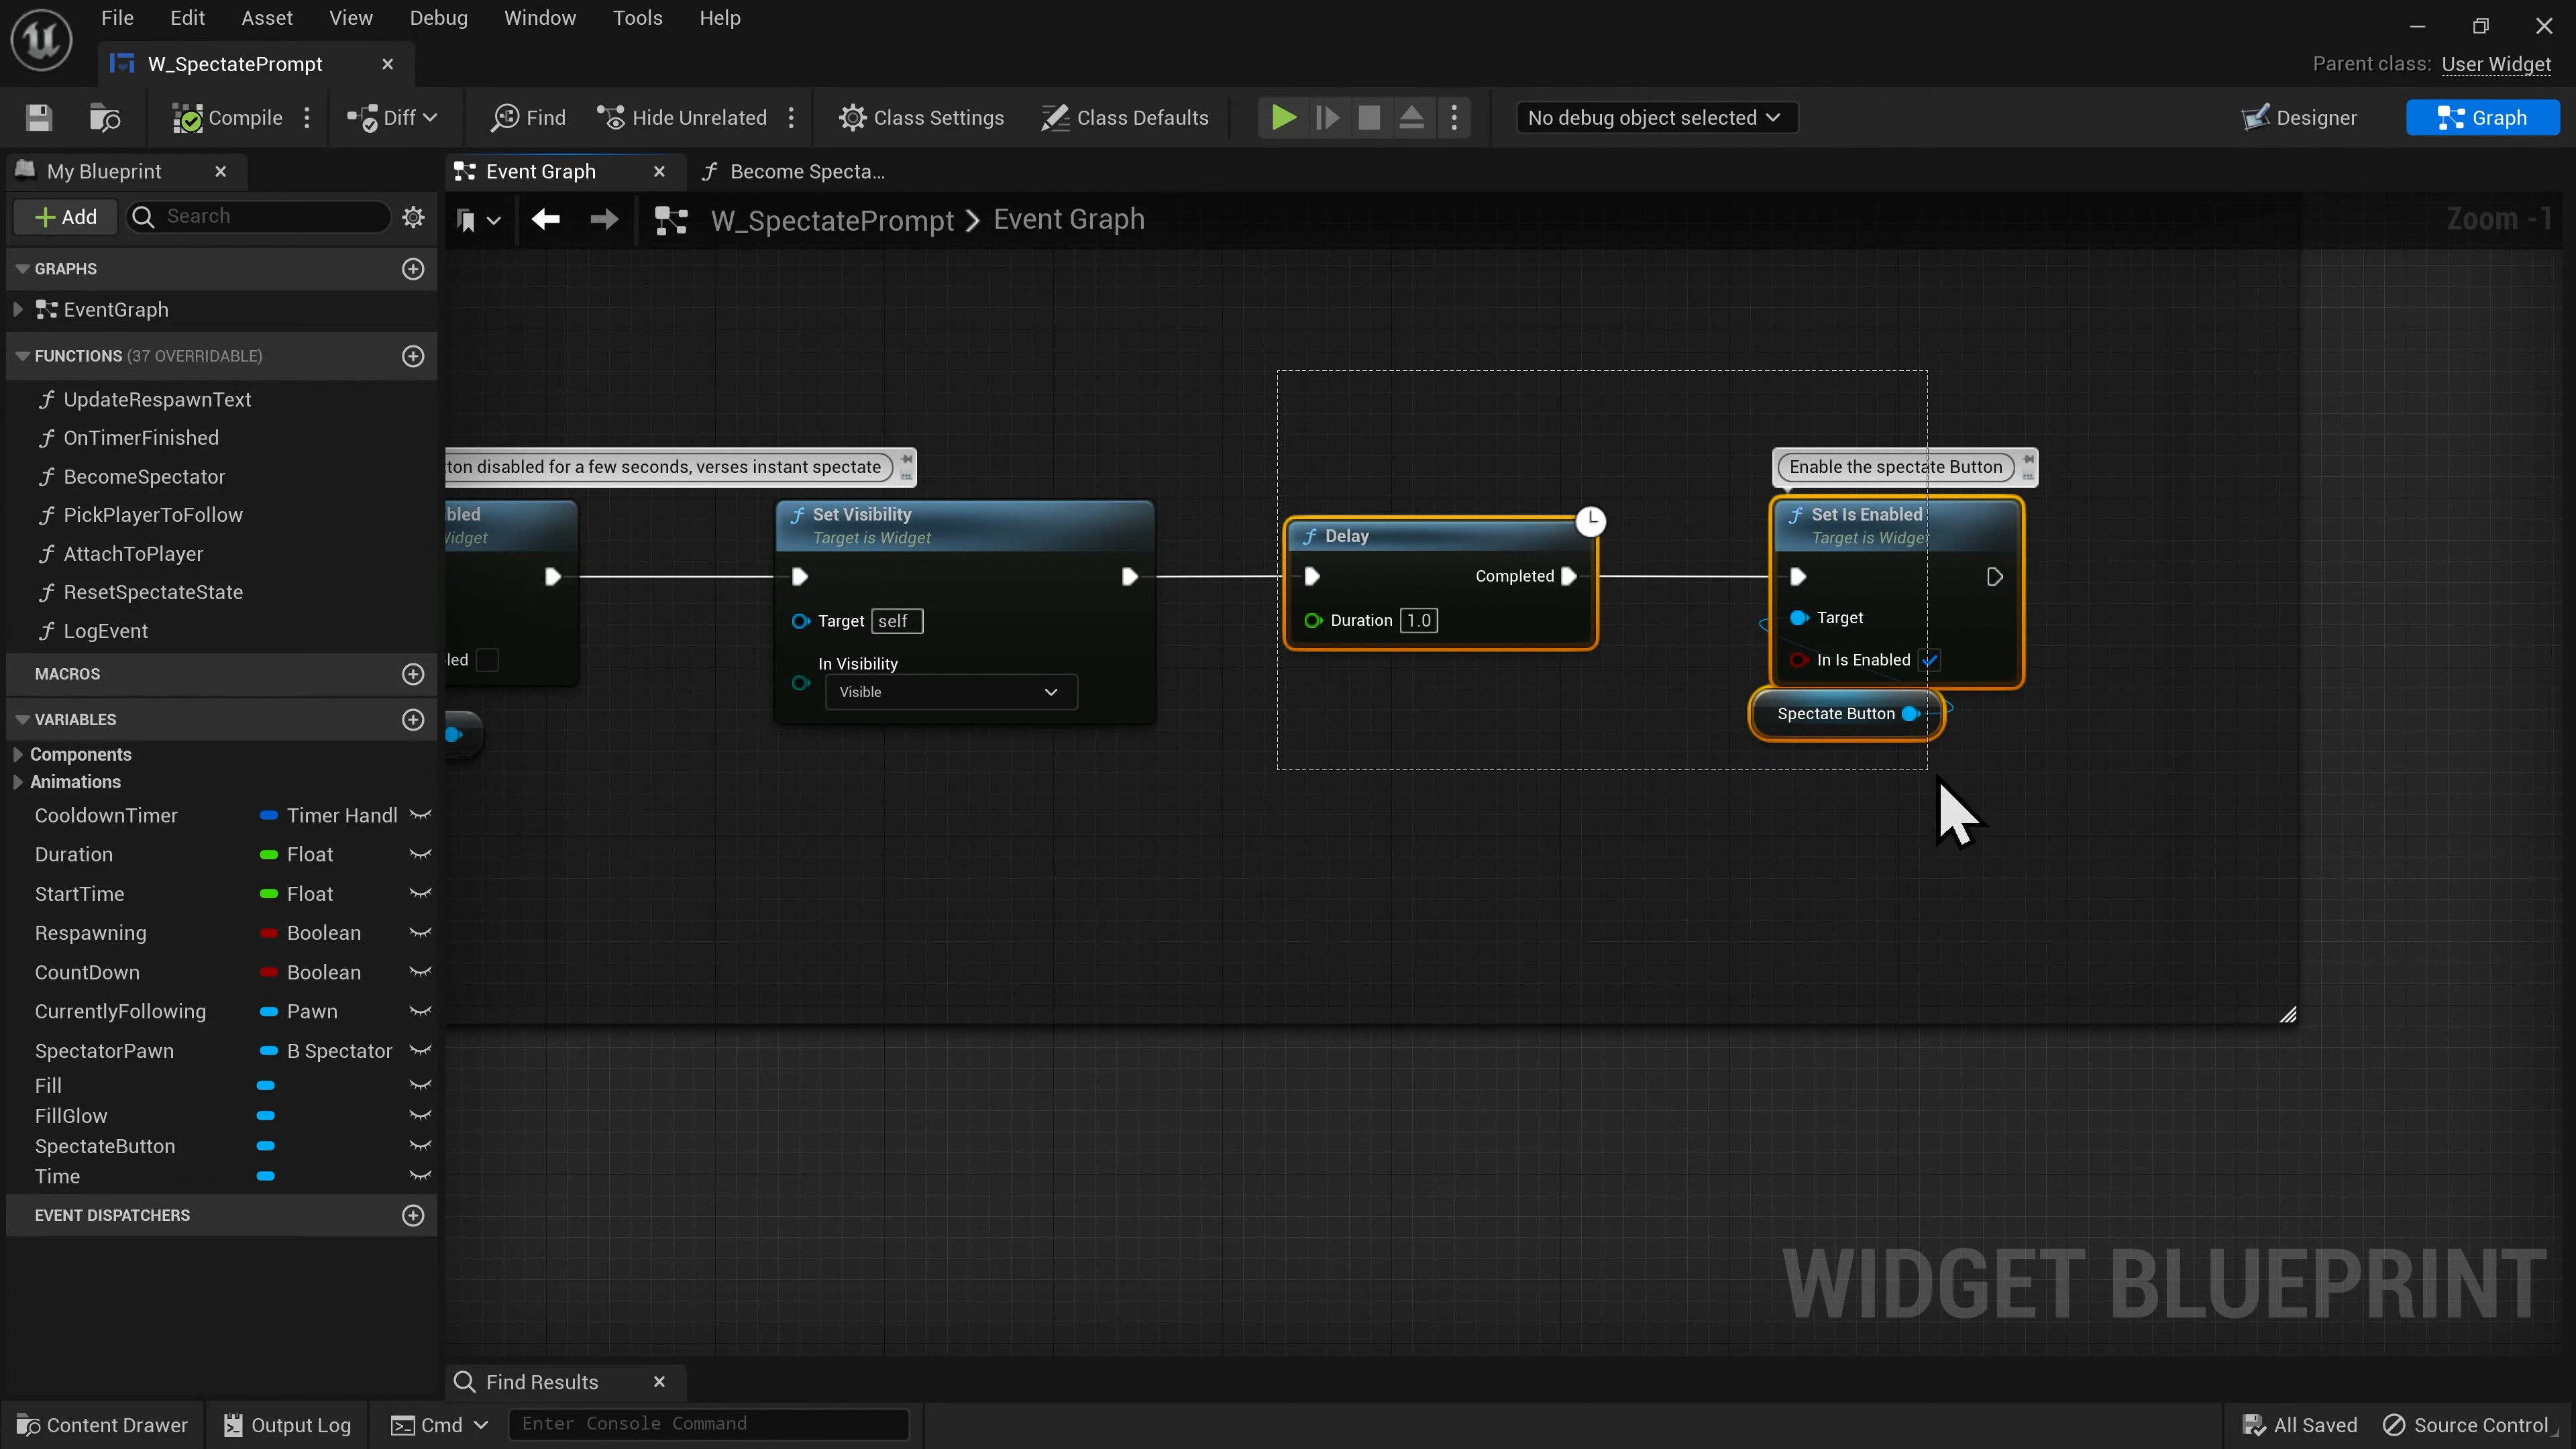 File Edit Asset View Debug Window Tools Help
W_SpectatePrompt
Parent class: User Widget
Compile Diff Find Hide Unrelated Class Settings Class Defaults No debug object selected Designer Graph
My Blueprint
Event Graph
Become Specta...
Add
Search
W_SpectatePrompt > Event Graph
Zoom -1
GRAPHS
EventGraph
FUNCTIONS (37 OVERRIDABLE)
UpdateRespawnText
OnTimerFinished
BecomeSpectator
PickPlayerToFollow
AttachToPlayer
ResetSpectateState
LogEvent
MACROS
VARIABLES
Components
Animations
CooldownTimer Timer Handl
Duration Float
StartTime Float
Respawning Boolean
CountDown Boolean
CurrentlyFollowing Pawn
SpectatorPawn B Spectator
Fill
FillGlow
SpectateButton
Time
EVENT DISPATCHERS
ton disabled for a few seconds, verses instant spectate
bled
Widget
led
Set Visibility
Target is Widget
Target self
In Visibility
Visible
Delay
Completed
Duration 1.0
Enable the spectate Button
Set Is Enabled
Target is Widget
Target
In Is Enabled
Spectate Button
WIDGET BLUEPRINT
Find Results
Content Drawer Output Log Cmd Enter Console Command All Saved Source Control